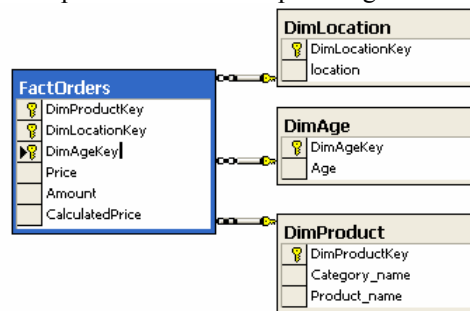 DimLocation
DimLocationKey
location
FactOrders
DimProductKey
DimLocationKey
DimAgeKey
Price
Amount
CalculatedPrice
DimAge
DimAgeKey
Age
DimProduct
DimProductKey
Category_name
Product_name